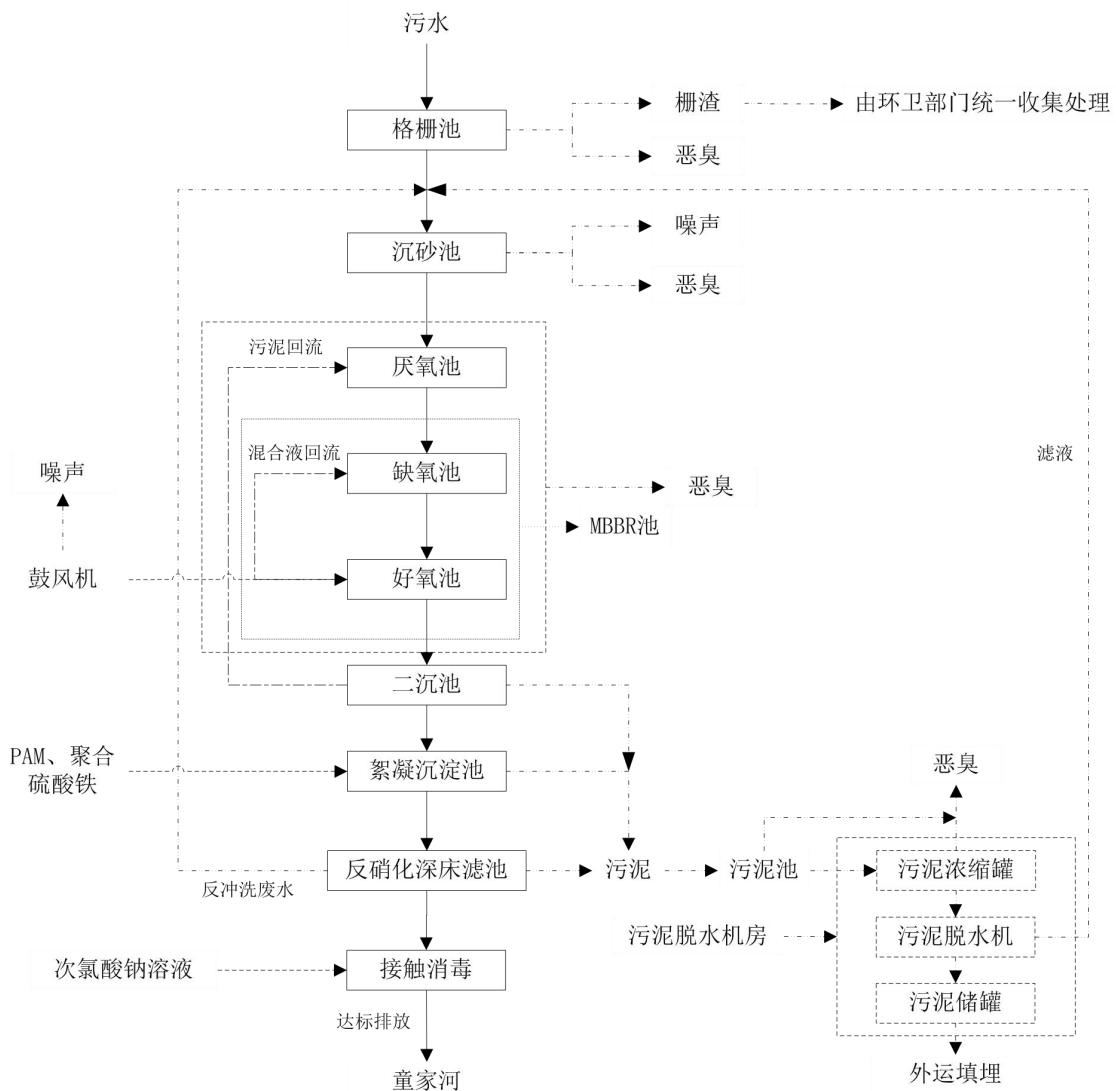 污水
栅渣
由环卫部门统一收集处理
格栅池
恶臭
噪声
沉砂池
恶臭
污泥回流
厌氧池
混合液回流
缺氧池
滤液
噪声
恶臭
MBBR池
鼓风机
好氧池
二沉池
PAM、聚合
硫酸铁
絮凝沉淀池
恶臭
反冲洗废水
反硝化深床滤池
污泥
污泥池
污泥浓缩罐
污泥脱水机房
污泥脱水机
次氯酸钠溶液
接触消毒
污泥储罐
达标排放
童家河
外运填埋